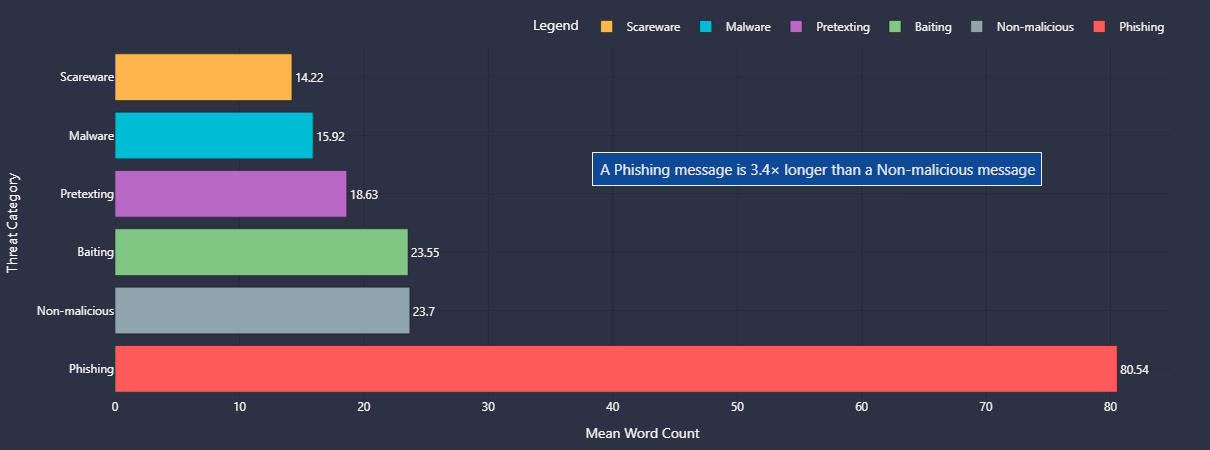 Legend Scareware Malware Pretexting Baiting Non-malicious Phishing
Scareware 14.22
Malware 15.92
A Phishing message is 3.4× longer than a Non-malicious message
Pretexting 18.63
Threat Category
Baiting 23.55
Non-malicious 23.7
Phishing 80.54
0 10 20 30 40 50 60 70 80
Mean Word Count